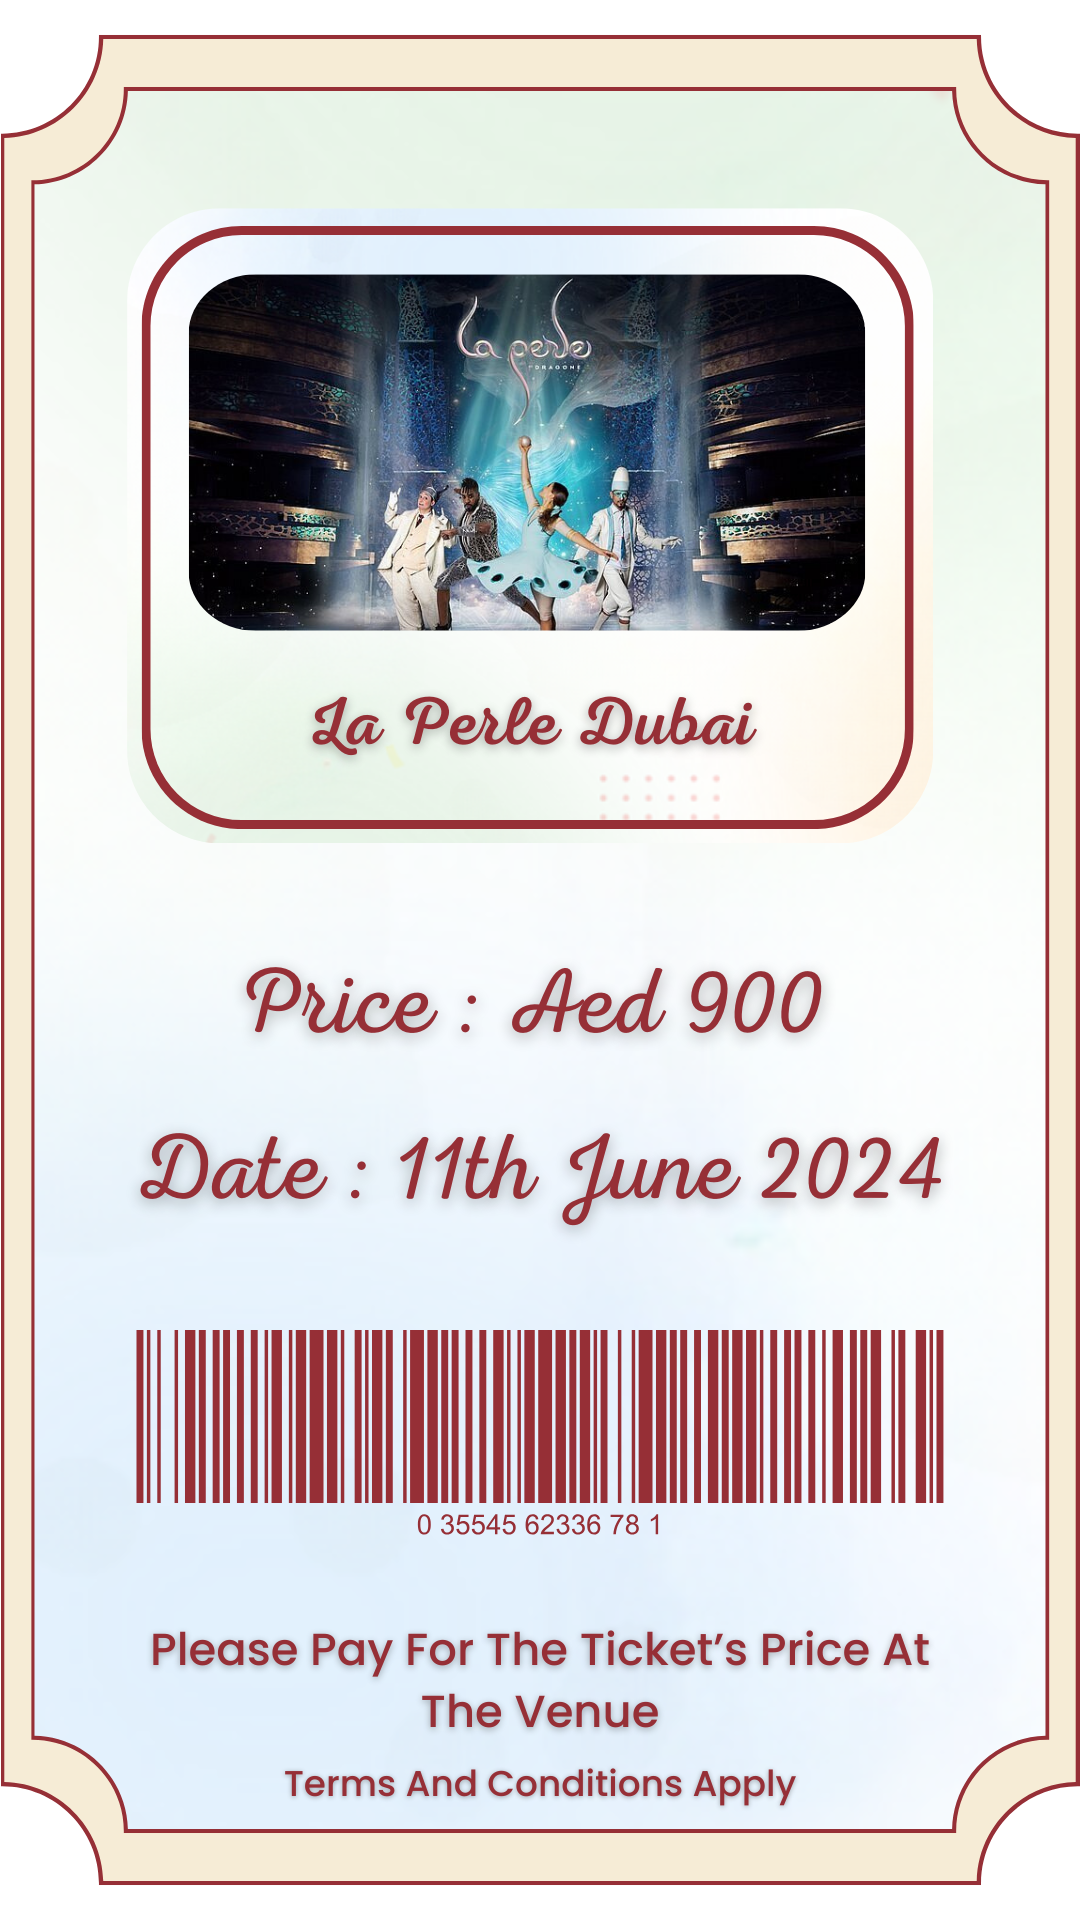 La perle
BY DRAGONE
La Perle Dubai
Price : Aed 900
Date : 11th June 2024
0 35545 62336 78 1
Please Pay For The Ticket’s Price At
The Venue
Terms And Conditions Apply